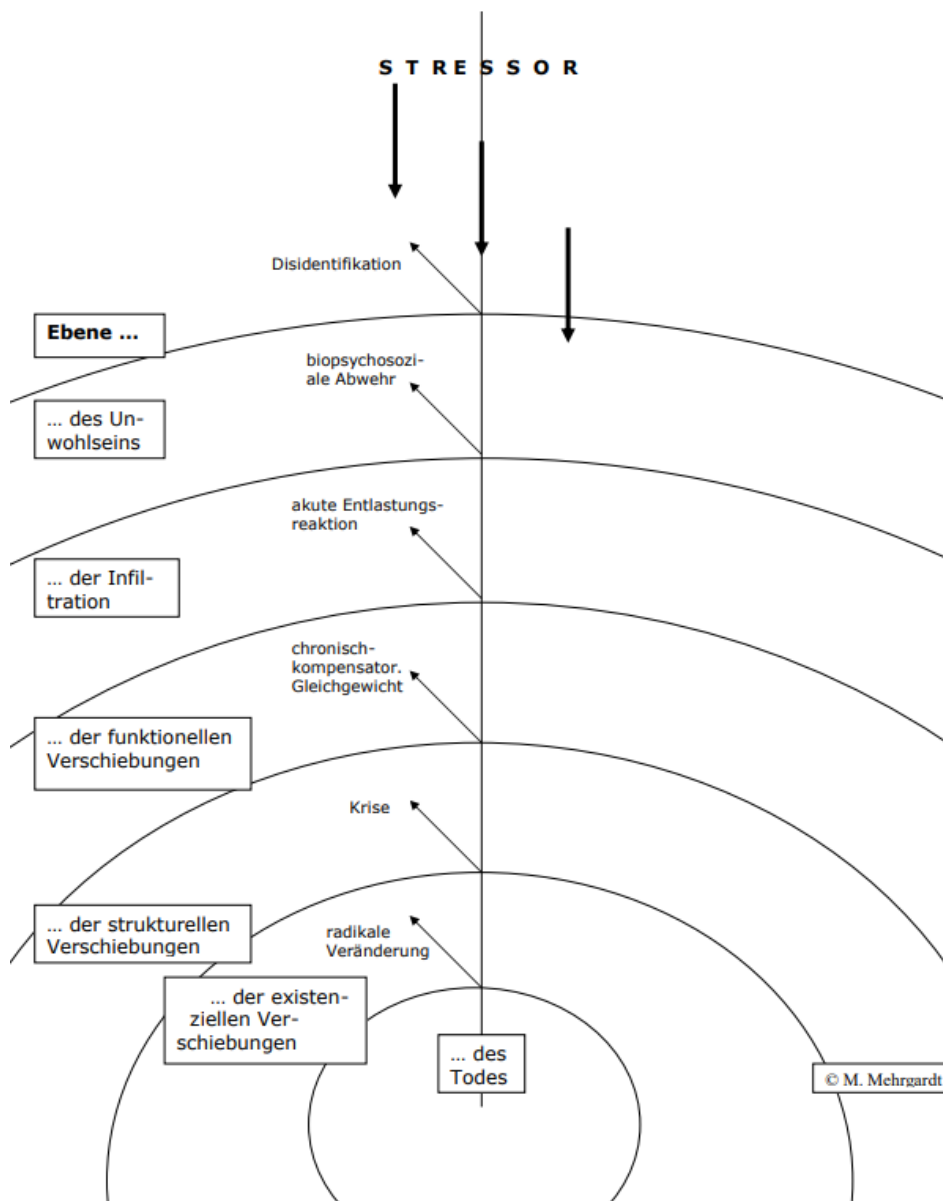 STRESSOR
Disidentifikation
Ebene ...
biopsychosozi-
ale Abwehr
... des Un-
wohlseins
akute Entlastungs-
reaktion
... der Infil-
tration
chronisch-
kompensator.
Gleichgewicht
... der funktionellen
Verschiebungen
Krise
... der strukturellen
Verschiebungen
radikale
Veränderung
... der existen-
ziellen Ver-
schiebungen
... des
Todes
© M. Mehrgardt